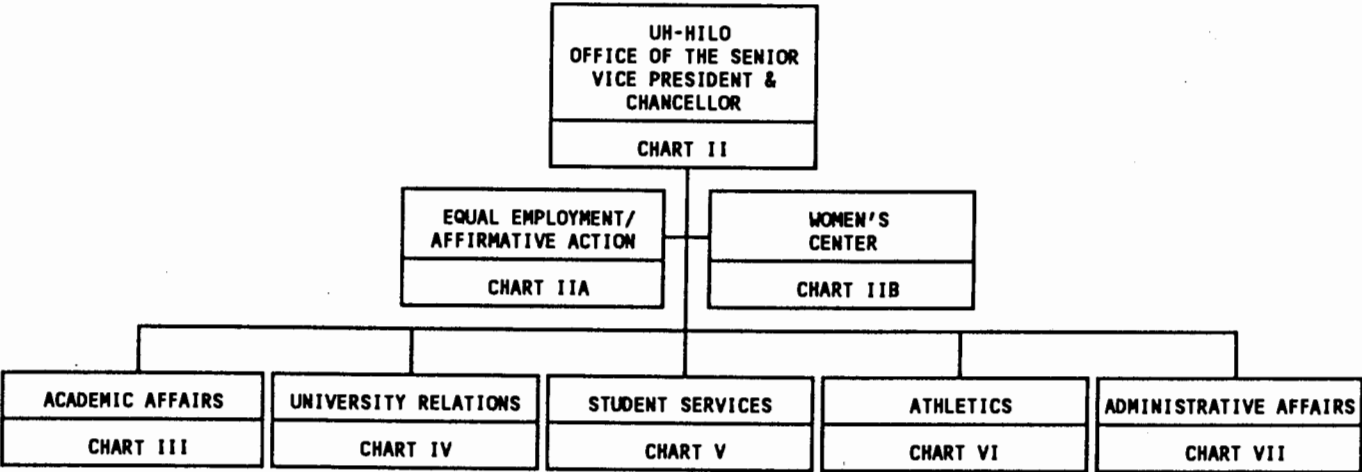 UH-HILO
OFFICE OF THE SENIOR
VICE PRESIDENT &
CHANCELLOR
CHART II
EQUAL EMPLOYMENT/
AFFIRMATIVE ACTION
CHART IIA
WOMEN'S
CENTER
CHART IIB
ACADEMIC AFFAIRS
CHART III
UNIVERSITY RELATIONS
CHART IV
STUDENT SERVICES
CHART V
ATHLETICS
CHART VI
ADMINISTRATIVE AFFAIRS
CHART VII